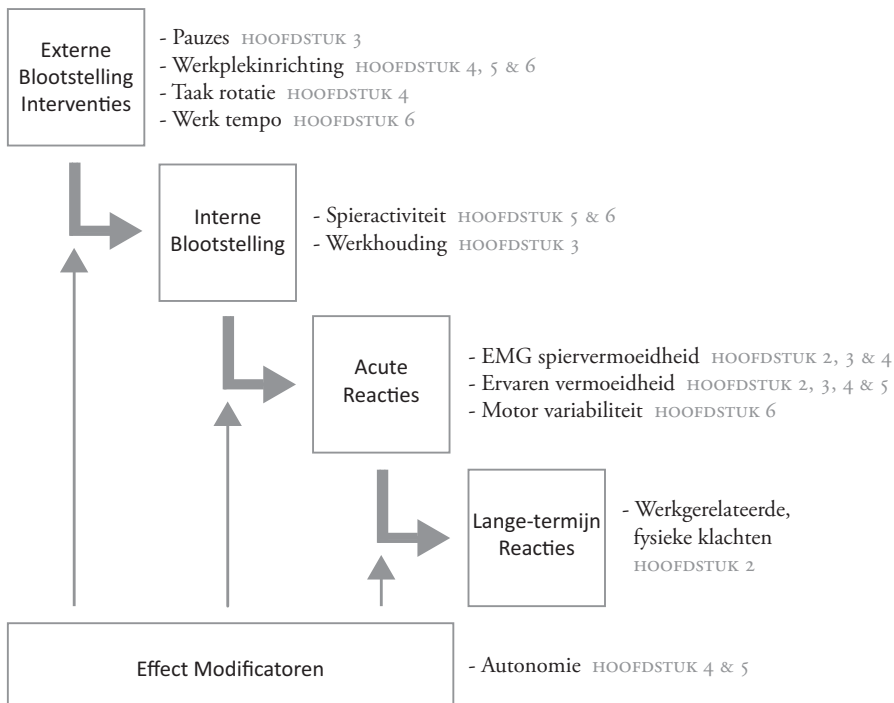 Externe
Blootstelling
Interventies
- Pauzes HOOFDSTUK 3
- Werkplekinrichting HOOFDSTUK 4, 5 & 6
- Taak rotatie HOOFDSTUK 4
- Werk tempo HOOFDSTUK 6
Interne
Blootstelling
- Spieractiviteit HOOFDSTUK 5 & 6
- Werkhouding HOOFDSTUK 3
Acute
Reacties
- EMG spiervermoeidheid HOOFDSTUK 2, 3 & 4
- Ervaren vermoeidheid HOOFDSTUK 2, 3, 4 & 5
- Motor variabiliteit HOOFDSTUK 6
Lange-termijn
Reacties
- Werkgerelateerde,
fysieke klachten
HOOFDSTUK 2
Effect Modificatoren
- Autonomie HOOFDSTUK 4 & 5